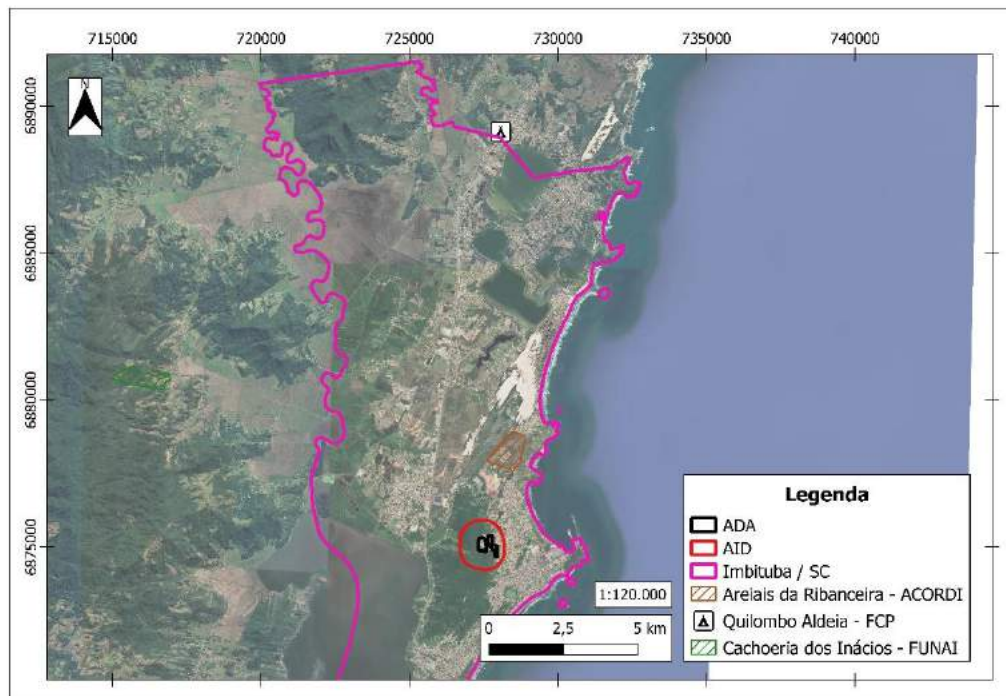 715000 720000 725000 730000 735000 740000
N
6890000
6885000
6880000
6875000
Legenda
ADA
AID
Imbituba / SC
Areiais da Ribanceira - ACORDI
Quilombo Aldeia - FCP
Cachoeria dos Inácios - FUNAI
1:120.000
0 2,5 5 km